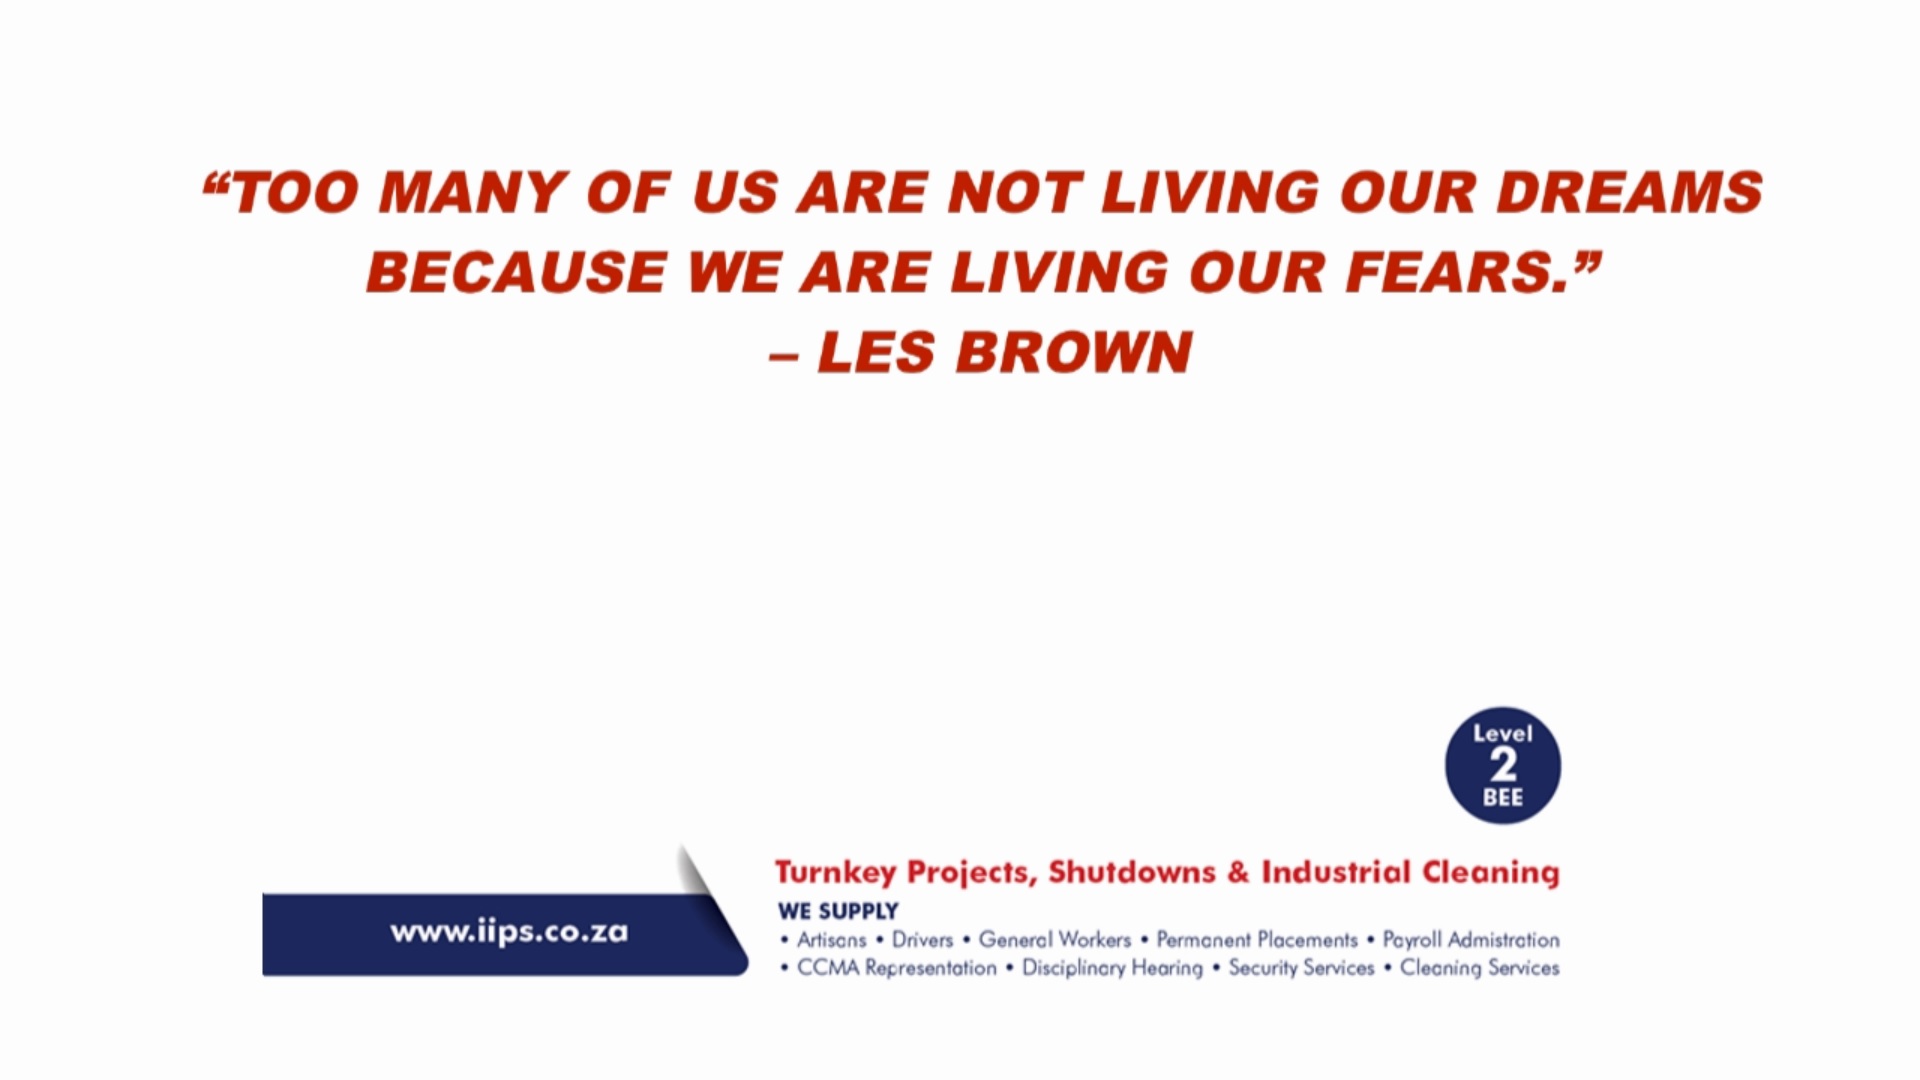 “TOO MANY OF US ARE NOT LIVING OUR DREAMS
BECAUSE WE ARE LIVING OUR FEARS.”
– LES BROWN
Level
2
BEE
Turnkey Projects, Shutdowns & Industrial Cleaning
WE SUPPLY
• Artisans • Drivers • General Workers • Permanent Placements • Payroll Admistration
• CCMA Representation • Disciplinary Hearing • Security Services • Cleaning Services
www.iips.co.za